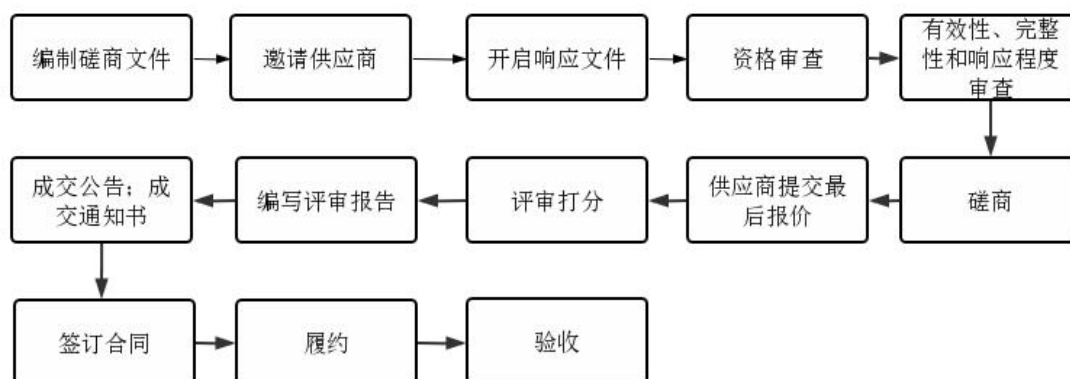 编制磋商文件
邀请供应商
开启响应文件
资格审查
有效性、完整
性和响应程度
审查
磋商
供应商提交最
后报价
评审打分
编写评审报告
成交公告；成
交通知书
签订合同
履约
验收